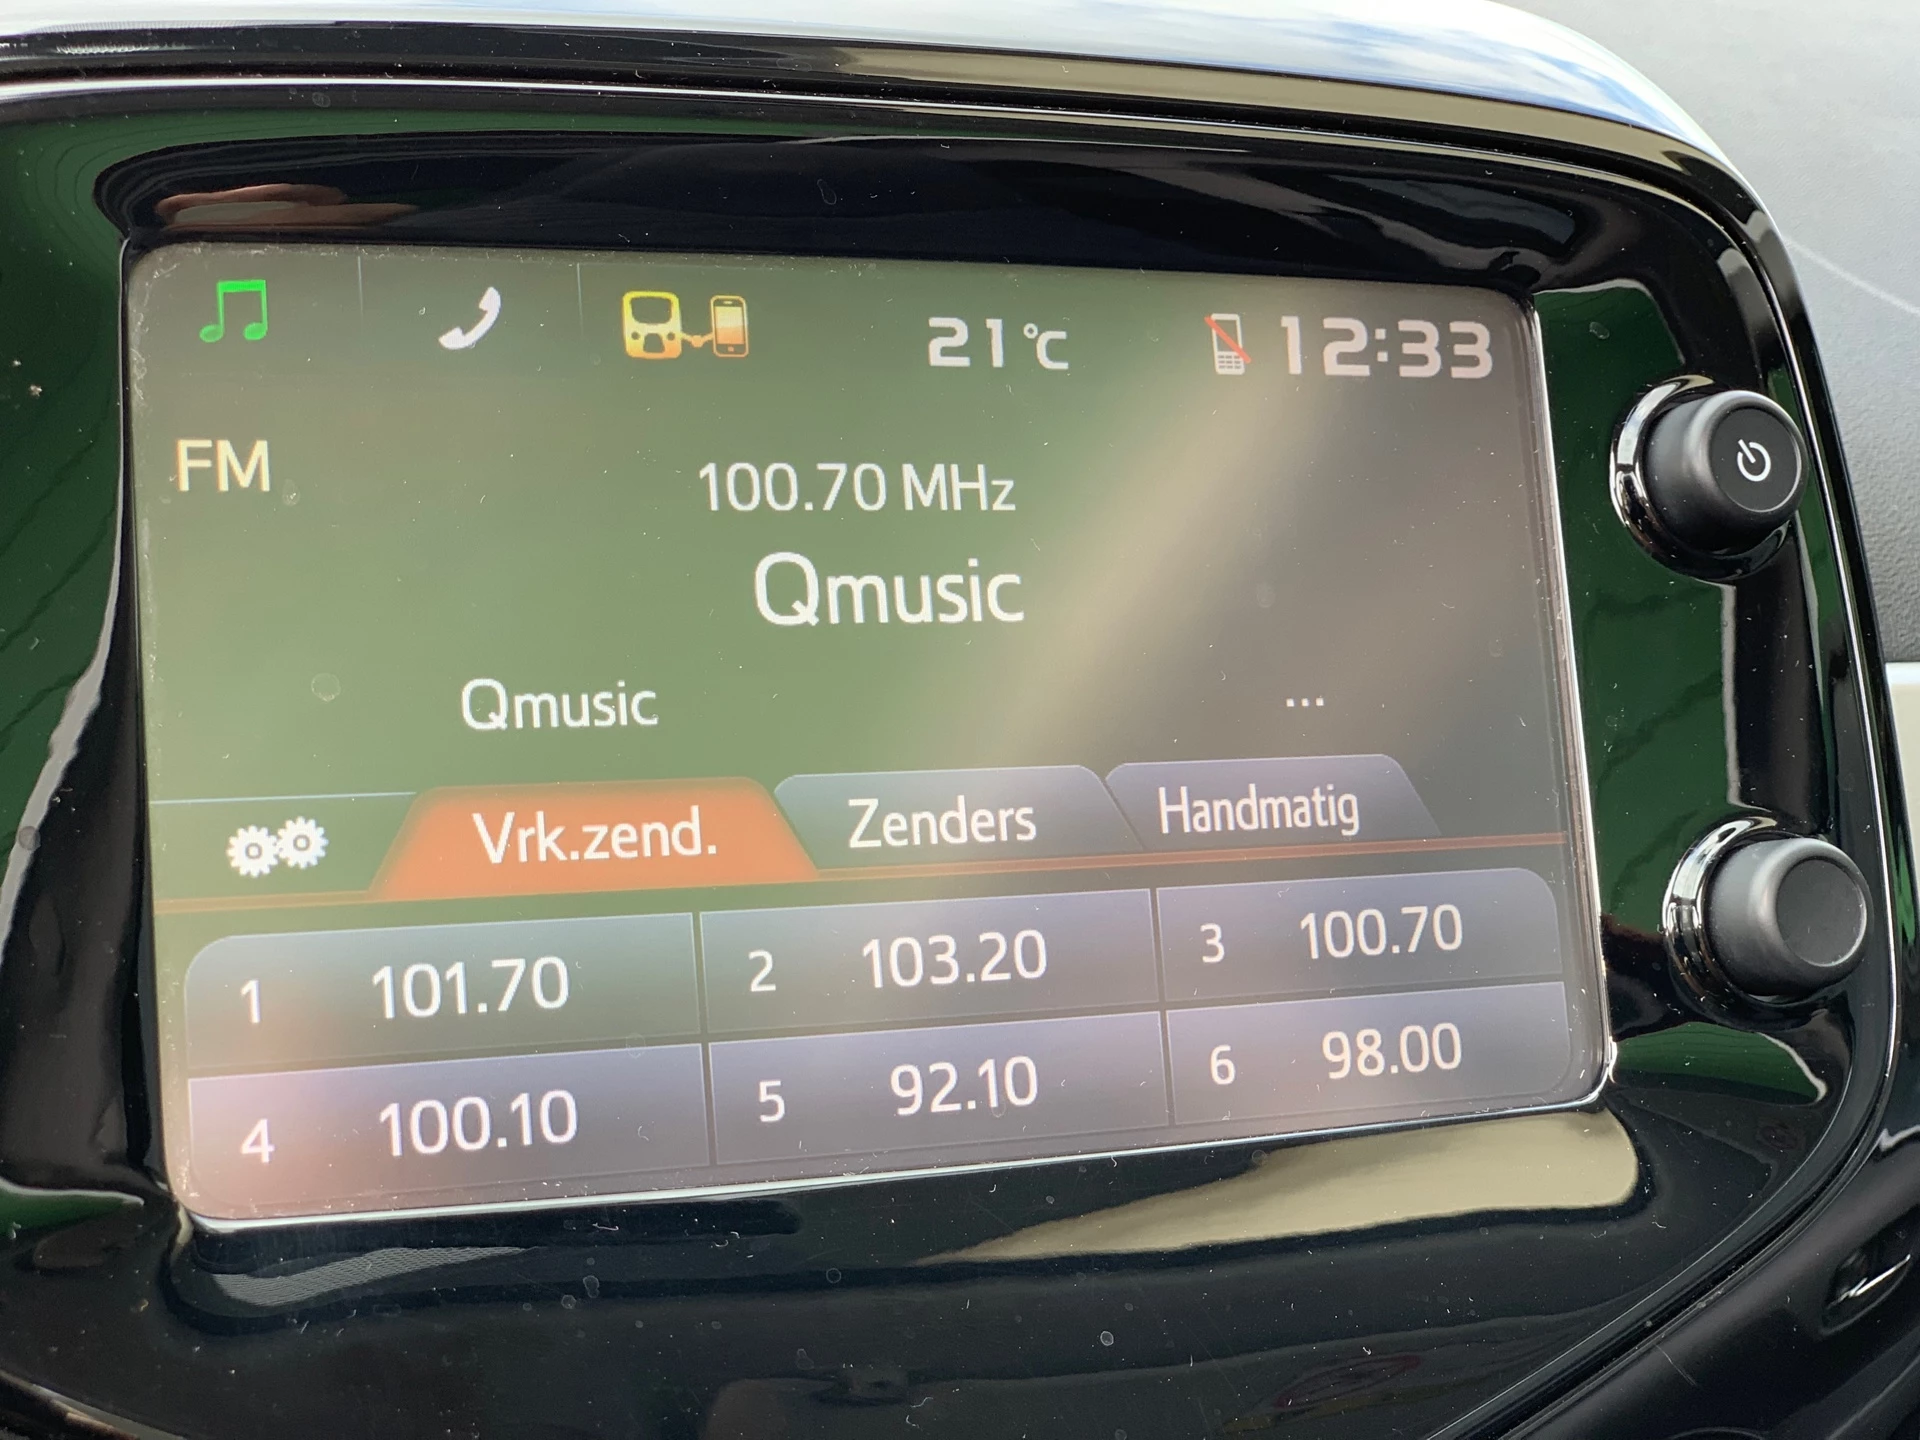 21 °C 12:33
FM
100.70 MHz
Qmusic
Qmusic ...
Vrk.zend. Zenders Handmatig
1 101.70 2 103.20 3 100.70
4 100.10 5 92.10 6 98.00